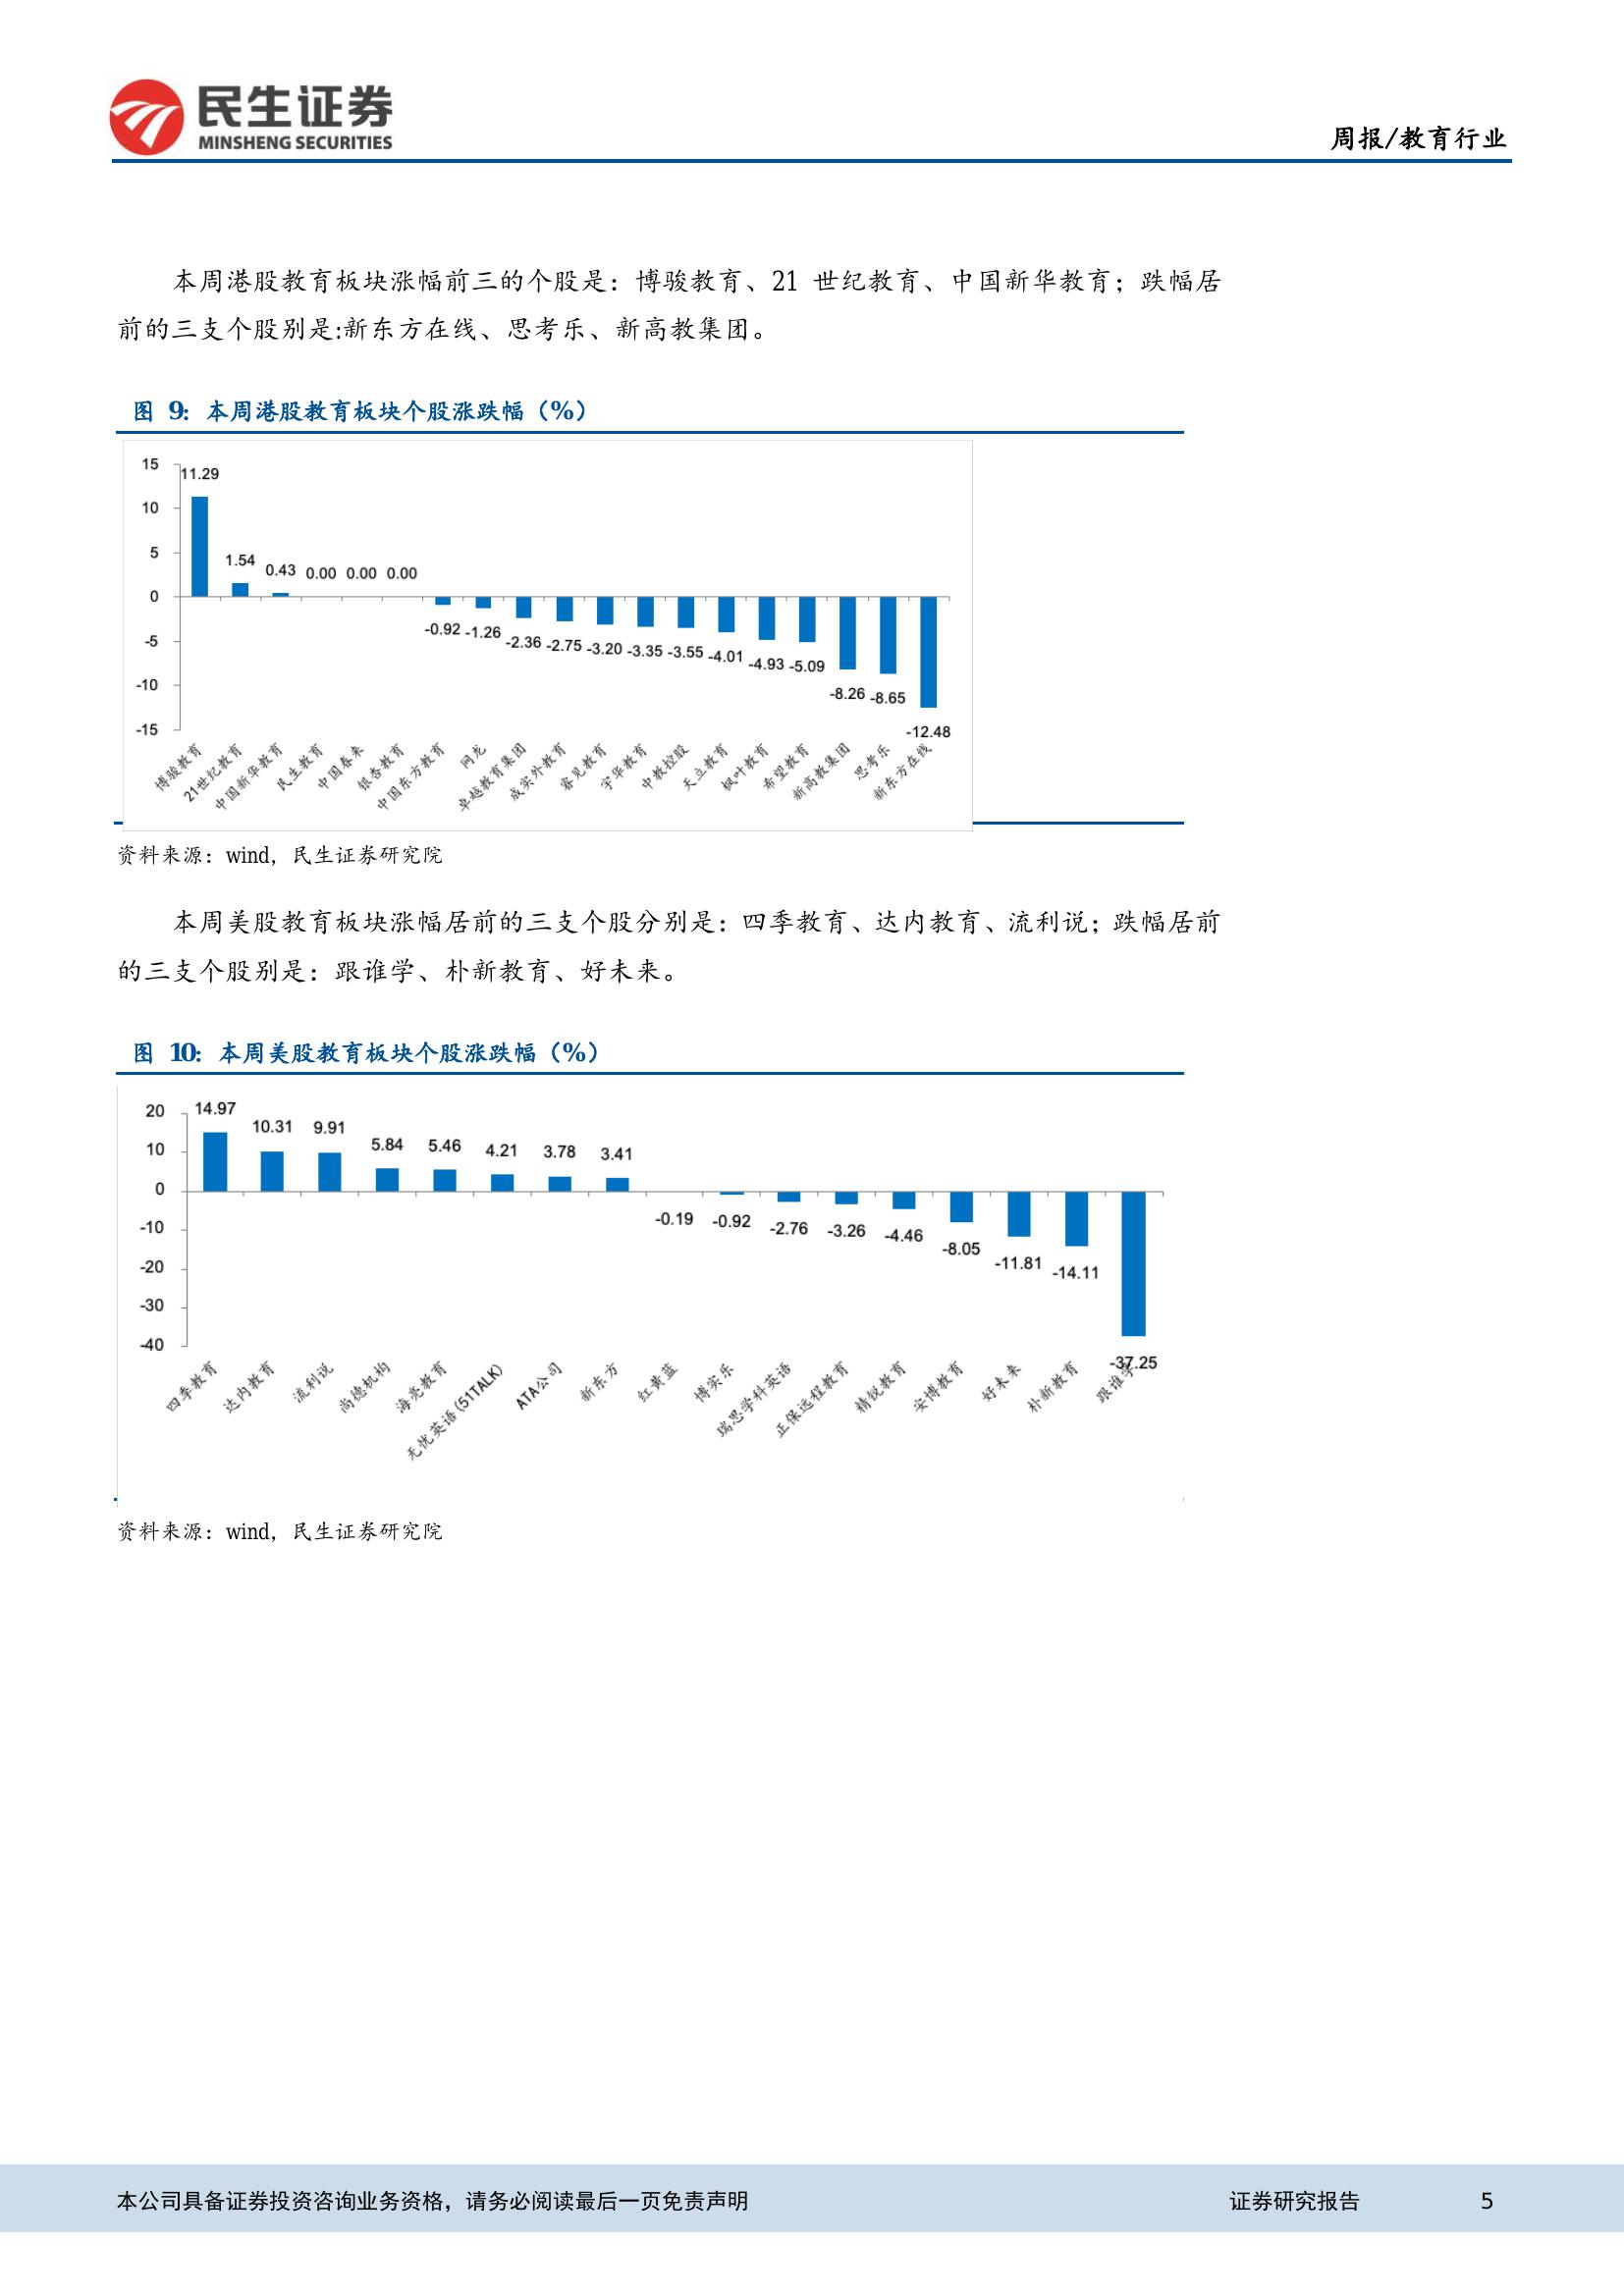 民生证券
MINSHENG SECURITIES
周报/教育行业
本周港股教育板块涨幅前三的个股是：博骏教育、21 世纪教育、中国新华教育；跌幅居
前的三支个股别是:新东方在线、思考乐、新高教集团。
图 9：本周港股教育板块个股涨跌幅（%）
15
10
5
0
-5
-10
-15
11.29
1.54
0.43
0.00
0.00
0.00
-0.92
-1.26
-2.36
-2.75
-3.20
-3.35
-3.55
-4.01
-4.93
-5.09
-8.26
-8.65
-12.48
博骏教育
21世纪教育
中国新华教育
民生教育
中国春来
银杏教育
中国东方教育
网龙
卓越教育集团
成实外教育
睿见教育
宇华教育
中教控股
天立教育
枫叶教育
希望教育
新高教集团
思考乐
新东方在线
资料来源：wind，民生证券研究院
本周美股教育板块涨幅居前的三支个股分别是：四季教育、达内教育、流利说；跌幅居前
的三支个股别是：跟谁学、朴新教育、好未来。
图 10：本周美股教育板块个股涨跌幅（%）
20
10
0
-10
-20
-30
-40
14.97
10.31
9.91
5.84
5.46
4.21
3.78
3.41
-0.19
-0.92
-2.76
-3.26
-4.46
-8.05
-11.81
-14.11
-37.25
四季教育
达内教育
流利说
尚德机构
海亮教育
无忧英语(51TALK)
ATA公司
新东方
红黄蓝
博实乐
瑞思学科英语
正保远程教育
精锐教育
安博教育
好未来
朴新教育
跟谁学
资料来源：wind，民生证券研究院
本公司具备证券投资咨询业务资格，请务必阅读最后一页免责声明
证券研究报告
5